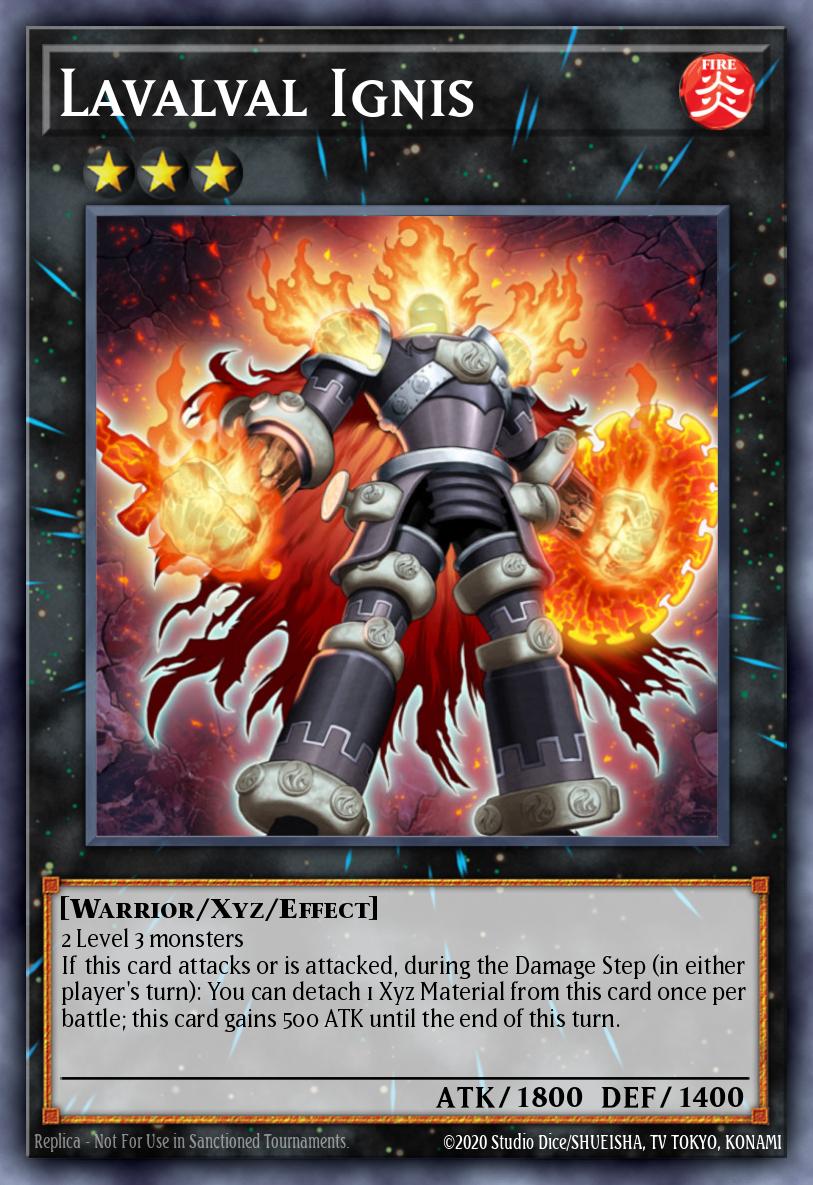 Lavalval Ignis
FIRE
炎
[Warrior/Xyz/Effect]
2 Level 3 monsters
If this card attacks or is attacked, during the Damage Step (in either
player's turn): You can detach 1 Xyz Material from this card once per
battle; this card gains 500 ATK until the end of this turn.
ATK/1800 DEF/1400
Replica - Not For Use in Sanctioned Tournaments.
©2020 Studio Dice/SHUEISHA, TV TOKYO, KONAMI